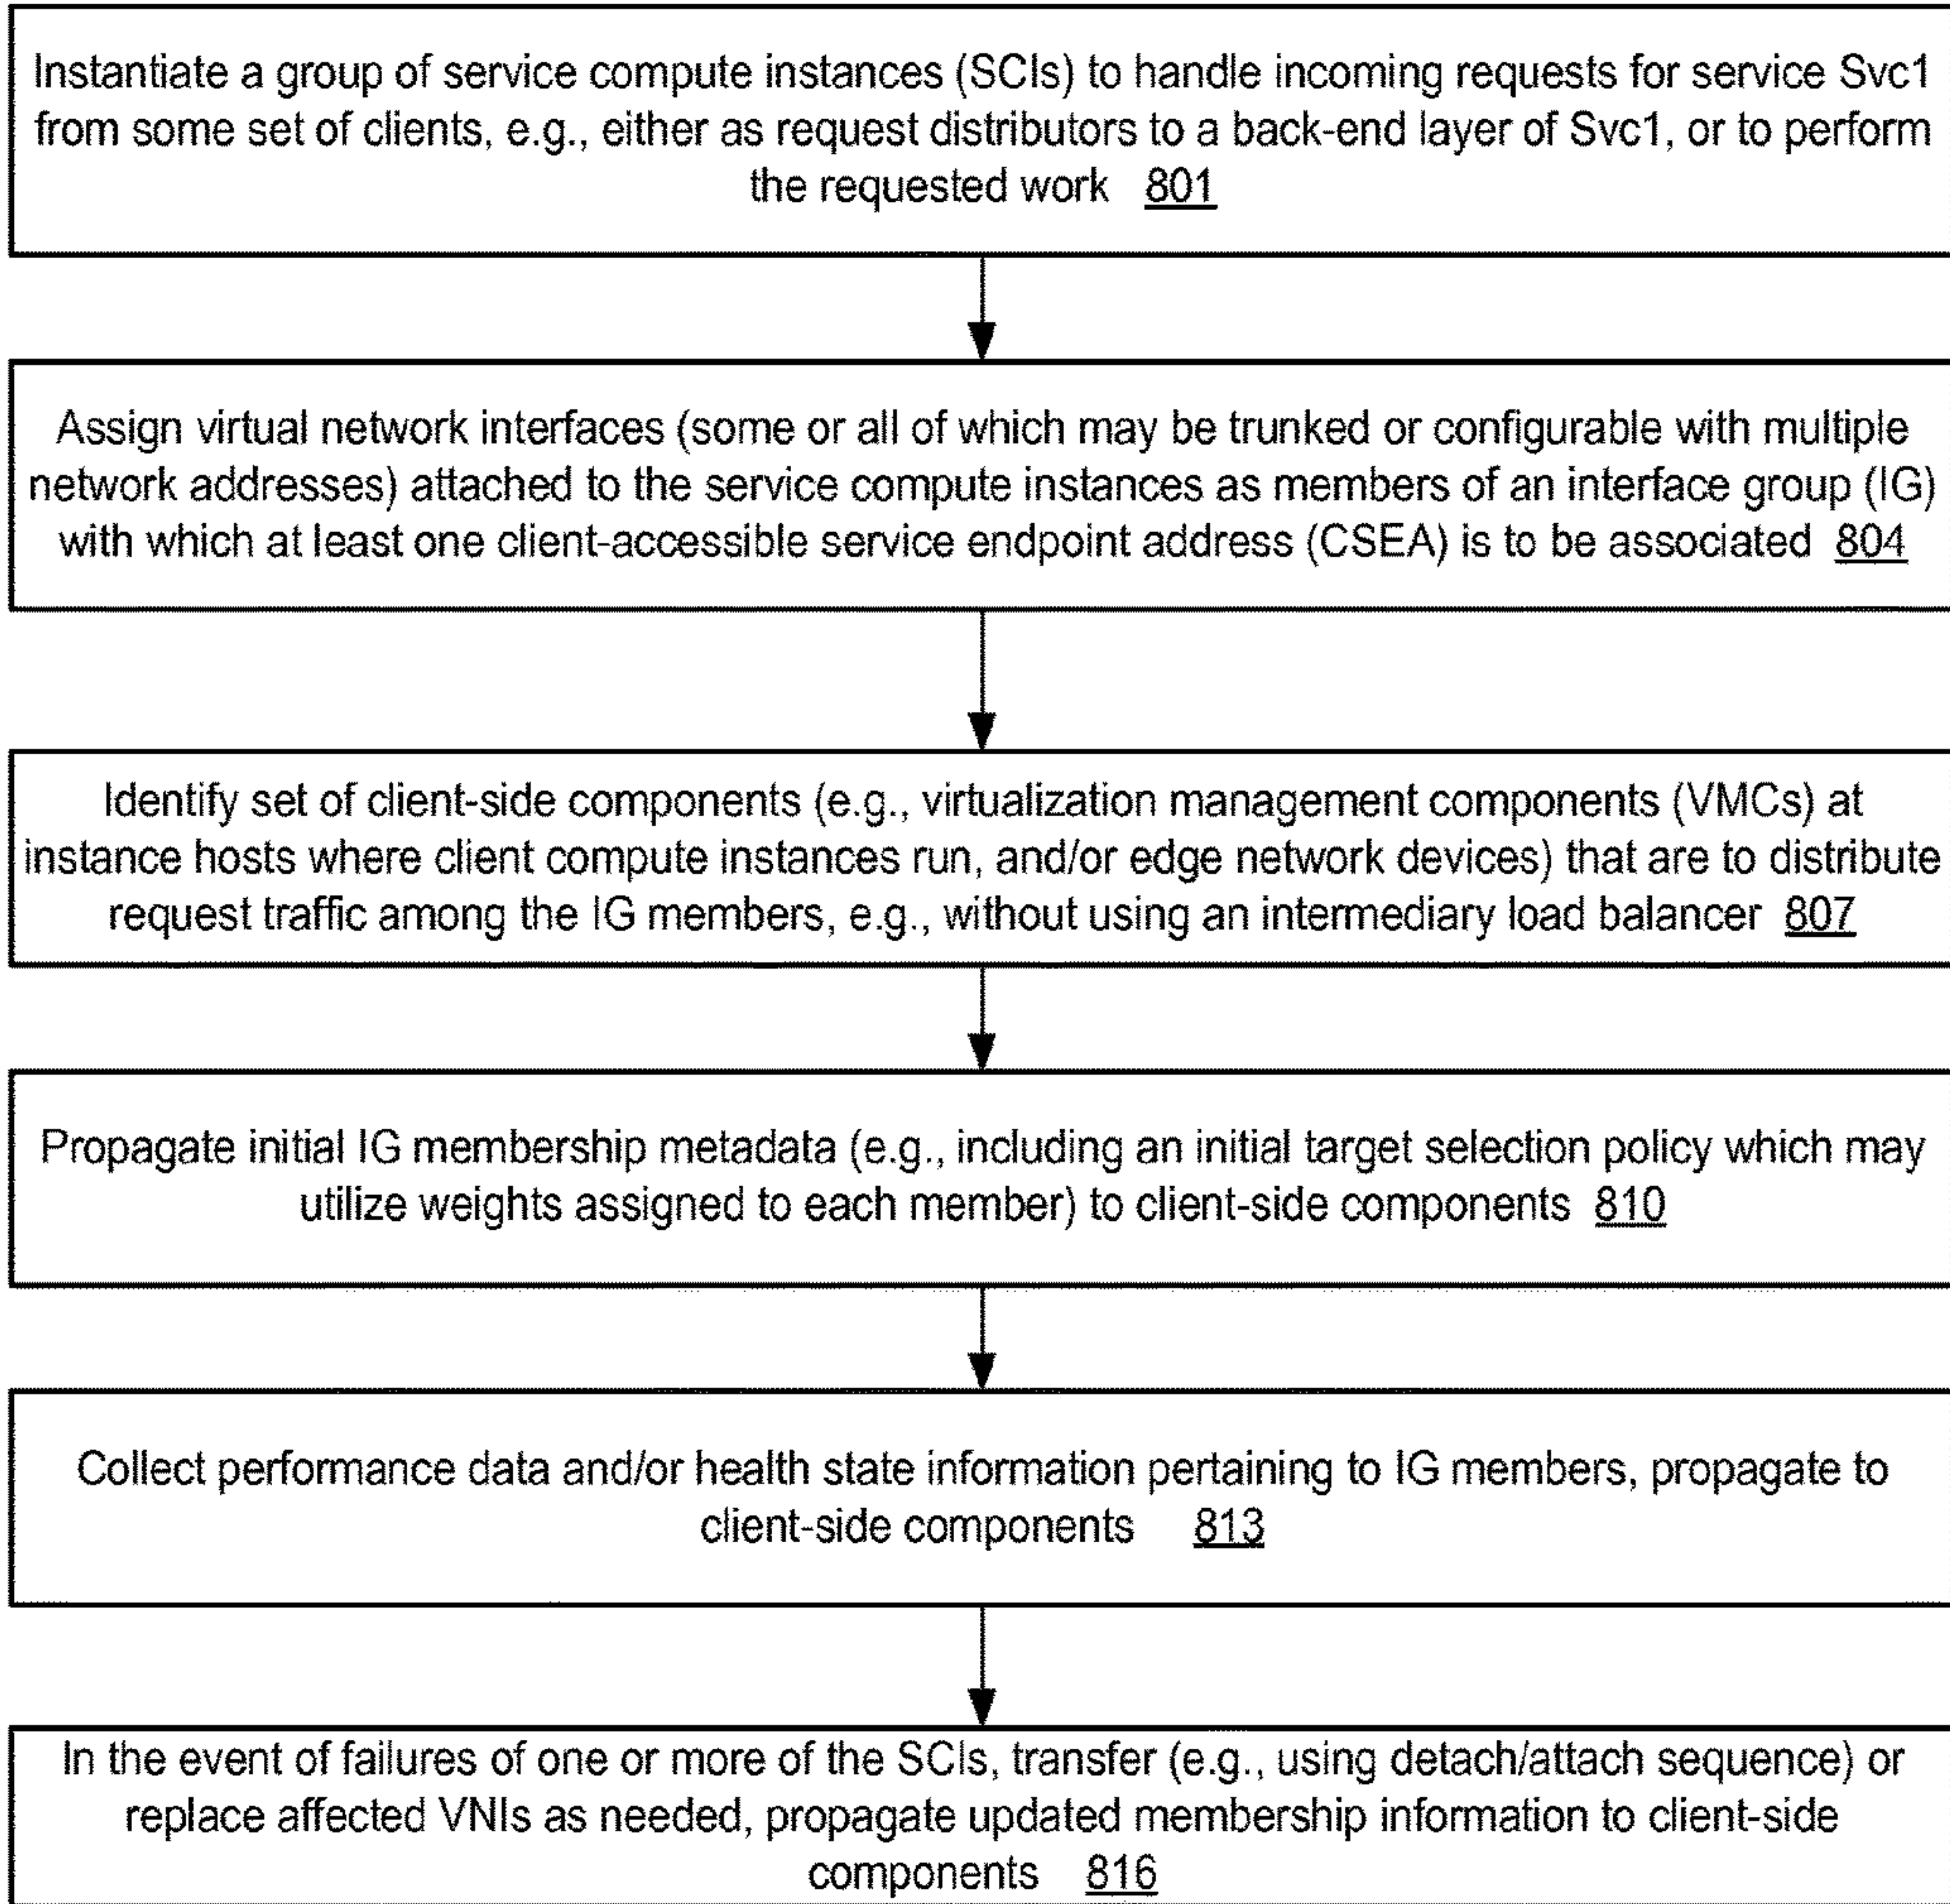 Instantiate a group of service compute instances (SCIs) to handle incoming requests for service Svc1
from some set of clients, e.g., either as request distributors to a back-end layer of Svc1, or to perform
the requested work 801
Assign virtual network interfaces (some or all of which may be trunked or configurable with multiple
network addresses) attached to the service compute instances as members of an interface group (IG)
with which at least one client-accessible service endpoint address (CSEA) is to be associated 804
Identify set of client-side components (e.g., virtualization management components (VMCs) at
instance hosts where client compute instances run, and/or edge network devices) that are to distribute
request traffic among the IG members, e.g., without using an intermediary load balancer 807
Propagate initial IG membership metadata (e.g., including an initial target selection policy which may
utilize weights assigned to each member) to client-side components 810
Collect performance data and/or health state information pertaining to IG members, propagate to
client-side components 813
In the event of failures of one or more of the SCIs, transfer (e.g., using detach/attach sequence) or
replace affected VNIs as needed, propagate updated membership information to client-side
components 816